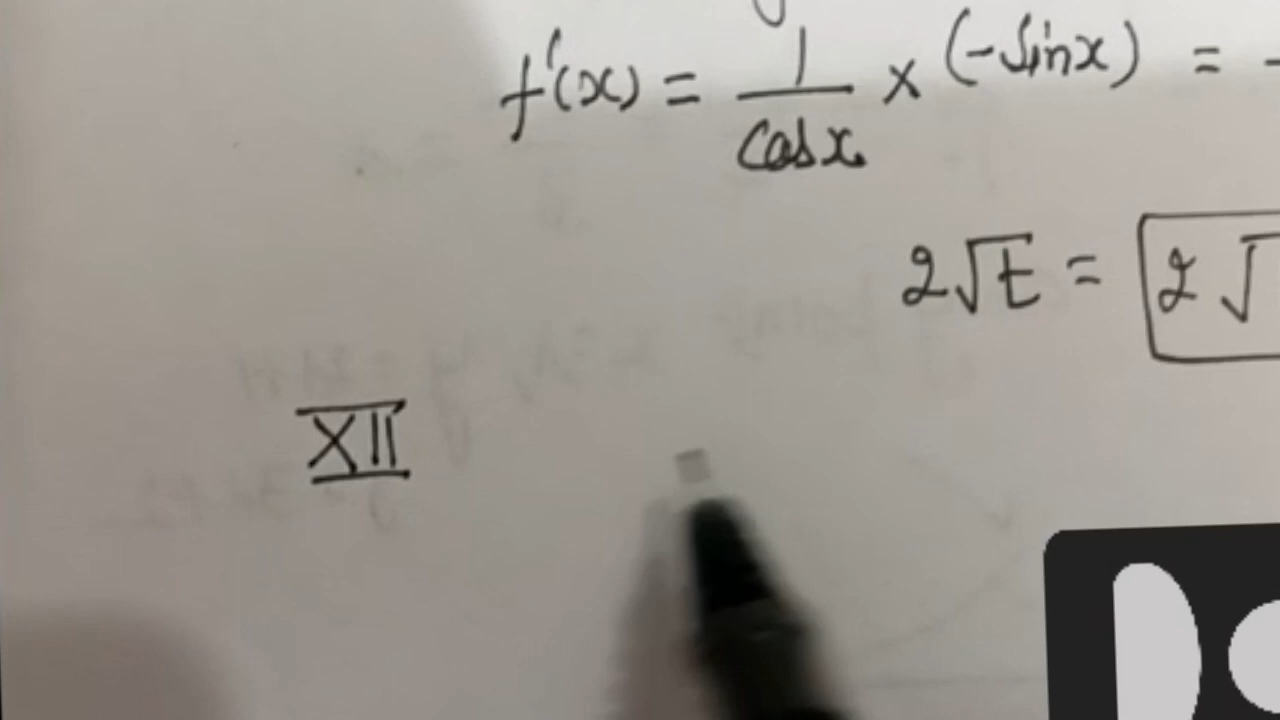 f'(x) = 1/cosx × (-sinx) = -
2√t = 2√
XII